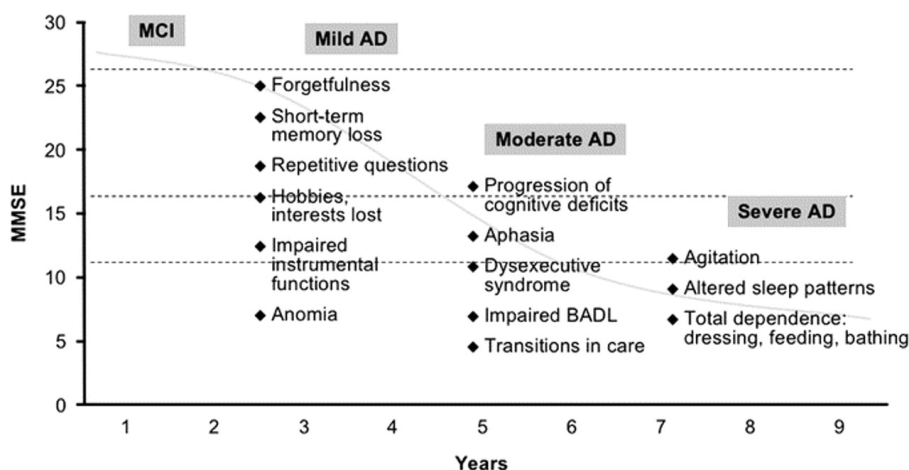 30
MCI
Mild AD
25
Forgetfulness
Short-term
memory loss
20
Moderate AD
Repetitive questions
Progression of
cognitive deficits
Hobbies,
interests lost
MMSE
15
Severe AD
Aphasia
Impaired
instrumental
functions
Agitation
10
Dysexecutive
syndrome
Altered sleep patterns
Anomia
Impaired BADL
Total dependence:
dressing, feeding, bathing
5
Transitions in care
0
1 2 3 4 5 6 7 8 9
Years